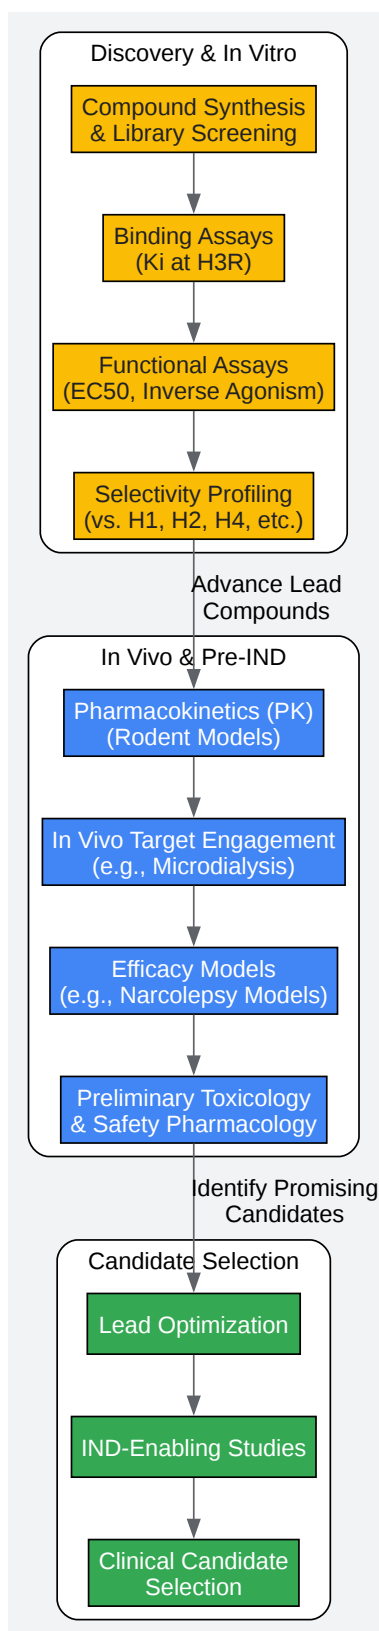 Discovery & In Vitro
Compound Synthesis
& Library Screening
Binding Assays
(Ki at H3R)
Functional Assays
(EC50, Inverse Agonism)
Selectivity Profiling
(vs. H1, H2, H4, etc.)
Advance Lead
Compounds
In Vivo & Pre-IND
Pharmacokinetics (PK)
(Rodent Models)
In Vivo Target Engagement
(e.g., Microdialysis)
Efficacy Models
(e.g., Narcolepsy Models)
Preliminary Toxicology
& Safety Pharmacology
Identify Promising
Candidates
Candidate Selection
Lead Optimization
IND-Enabling Studies
Clinical Candidate
Selection